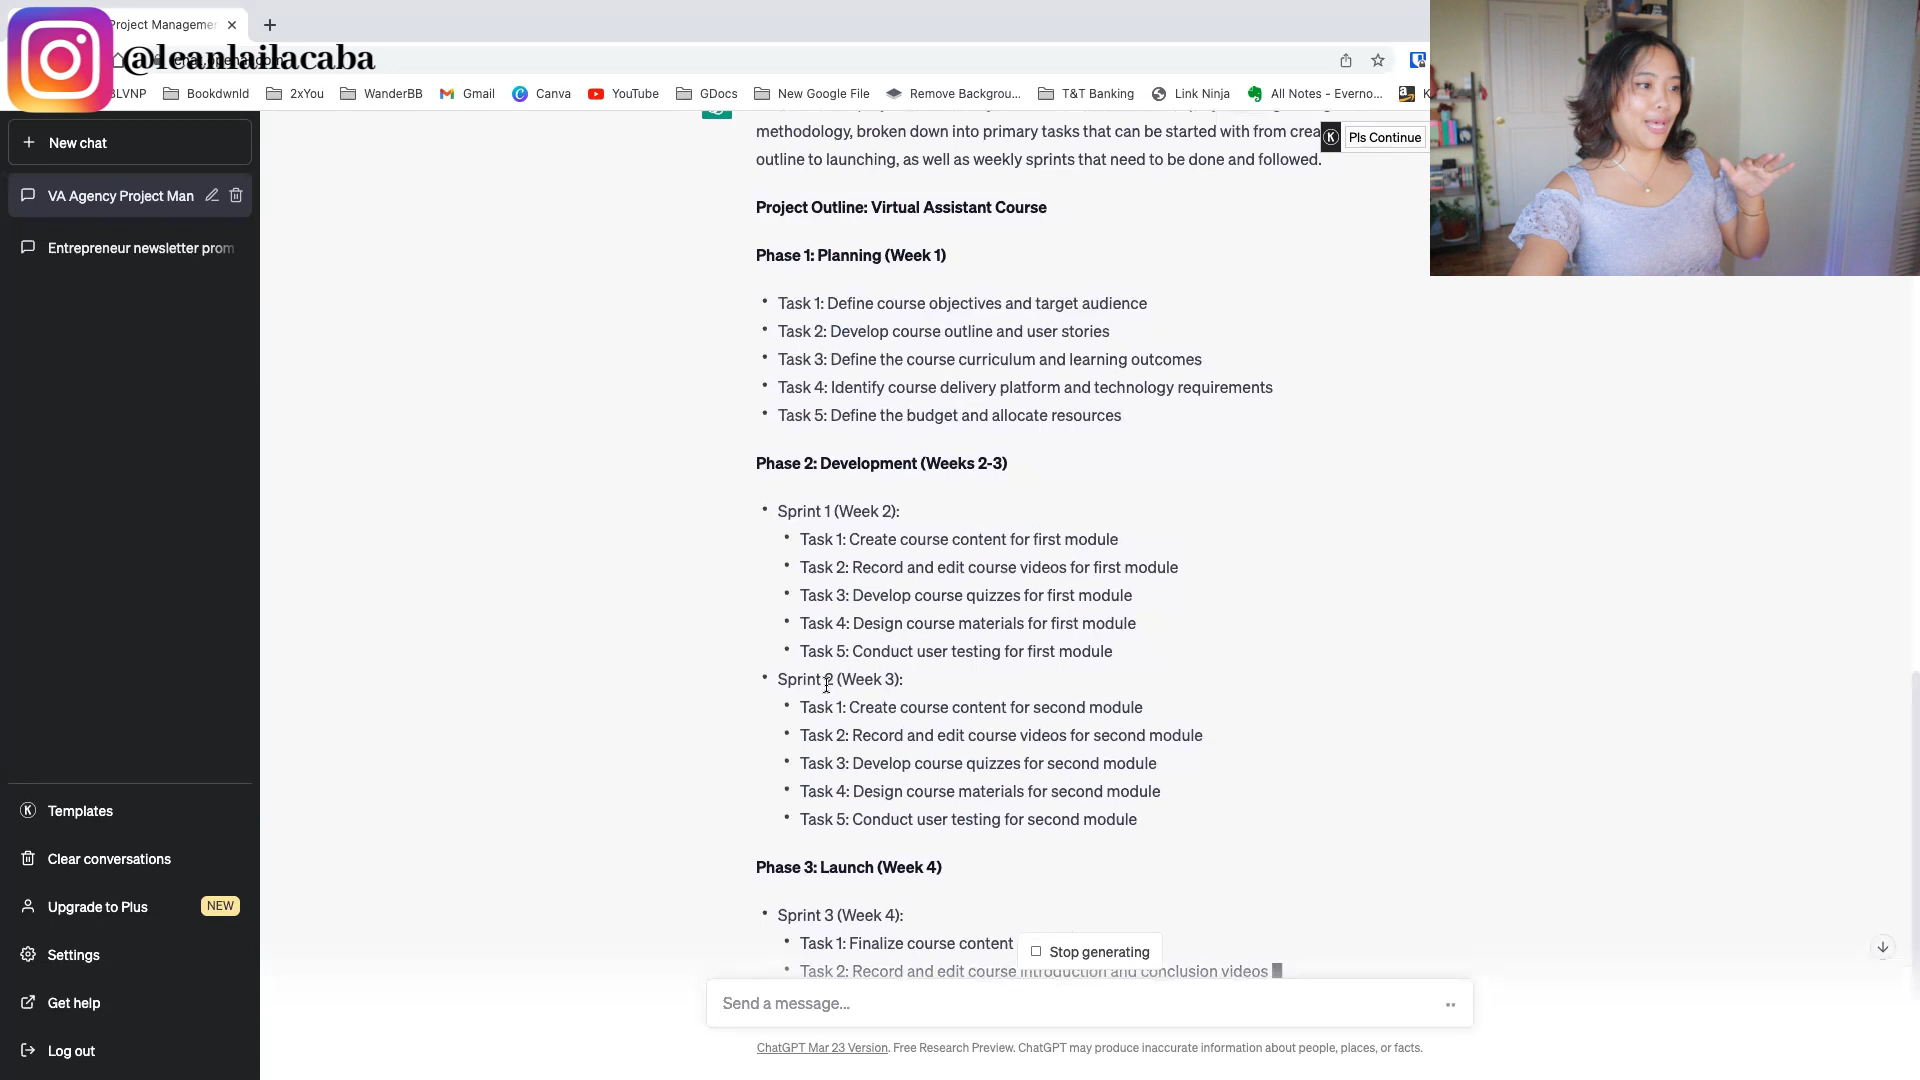 Project Managemen
@leanlailacaba
BLVNP
Bookdwnld
2xYou
WanderBB
Gmail
Canva
YouTube
GDocs
New Google File
Remove Backgrou...
T&T Banking
Link Ninja
All Notes - Everno...
New chat
VA Agency Project Man
Entrepreneur newsletter prom
Templates
Clear conversations
Upgrade to Plus
NEW
Settings
Get help
Log out
Pls Continue
methodology, broken down into primary tasks that can be started with from crea
outline to launching, as well as weekly sprints that need to be done and followed.
Project Outline: Virtual Assistant Course
Phase 1: Planning (Week 1)
• Task 1: Define course objectives and target audience
• Task 2: Develop course outline and user stories
• Task 3: Define the course curriculum and learning outcomes
• Task 4: Identify course delivery platform and technology requirements
• Task 5: Define the budget and allocate resources
Phase 2: Development (Weeks 2-3)
• Sprint 1 (Week 2):
• Task 1: Create course content for first module
• Task 2: Record and edit course videos for first module
• Task 3: Develop course quizzes for first module
• Task 4: Design course materials for first module
• Task 5: Conduct user testing for first module
• Sprint 2 (Week 3):
• Task 1: Create course content for second module
• Task 2: Record and edit course videos for second module
• Task 3: Develop course quizzes for second module
• Task 4: Design course materials for second module
• Task 5: Conduct user testing for second module
Phase 3: Launch (Week 4)
• Sprint 3 (Week 4):
• Task 1: Finalize course content
• Task 2: Record and edit course introduction and conclusion videos
Stop generating
Send a message...
ChatGPT Mar 23 Version. Free Research Preview. ChatGPT may produce inaccurate information about people, places, or facts.